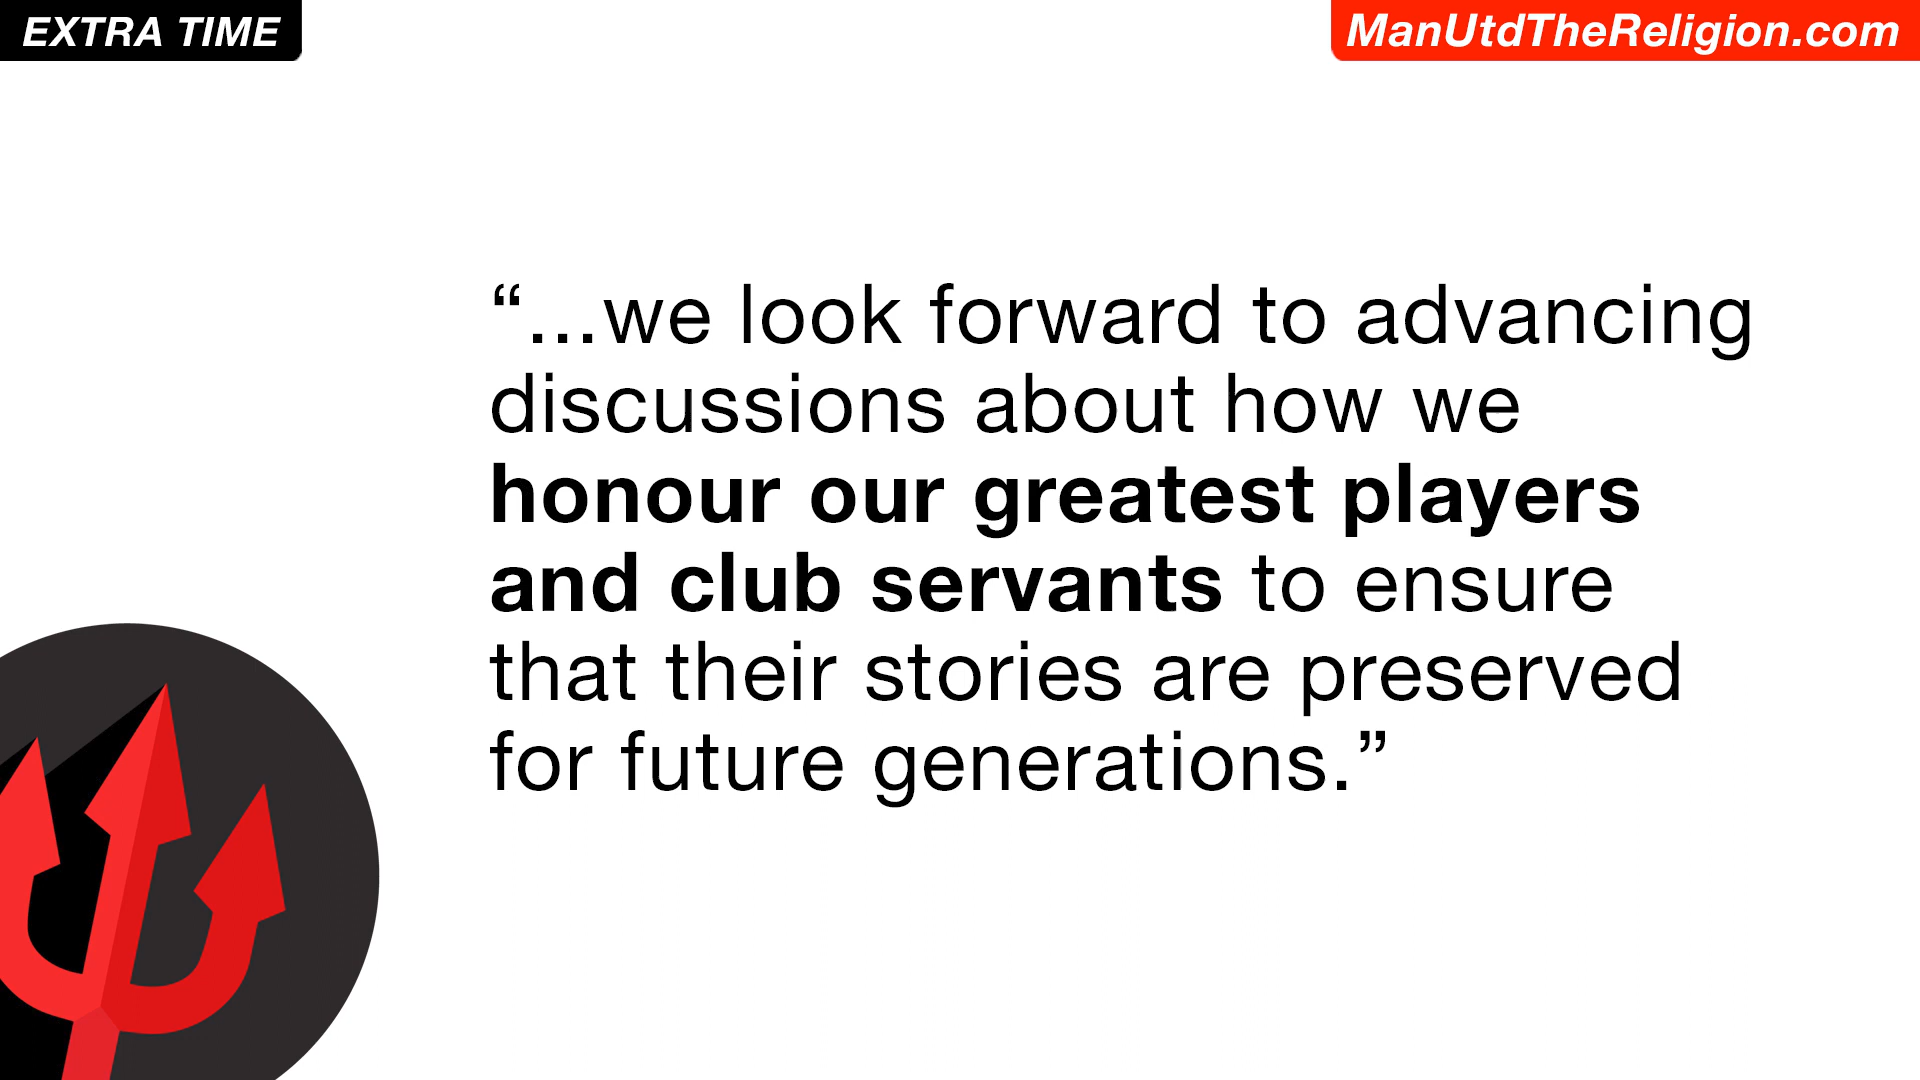 EXTRA TIME
ManUtdTheReligion.com
“...we look forward to advancing
discussions about how we
honour our greatest players
and club servants to ensure
that their stories are preserved
for future generations.”